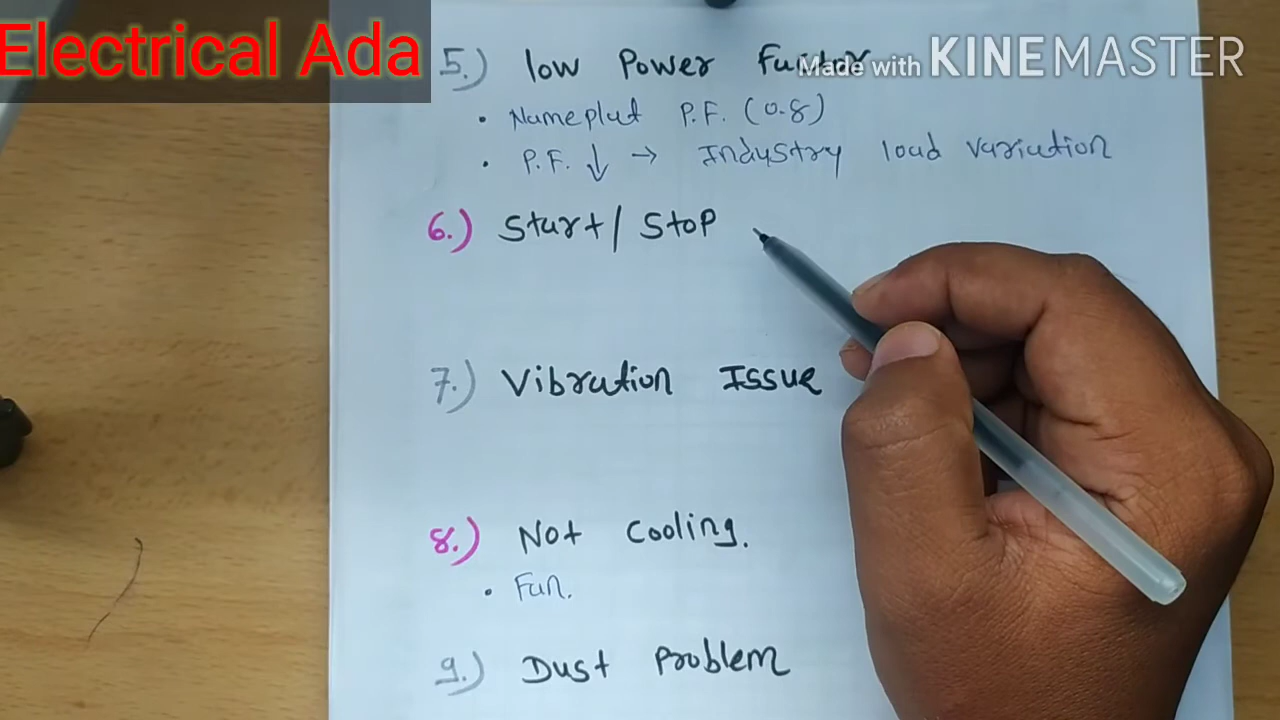 Electrical Ada
Made with KINEMASTER
5.) low Power Factor
• Nameplat P.F. (0.8)
• P.F. ↓ → Industry load variation
6.) Start/ Stop
7.) Vibration Issue
8.) Not Cooling.
• Fan.
9.) Dust Problem